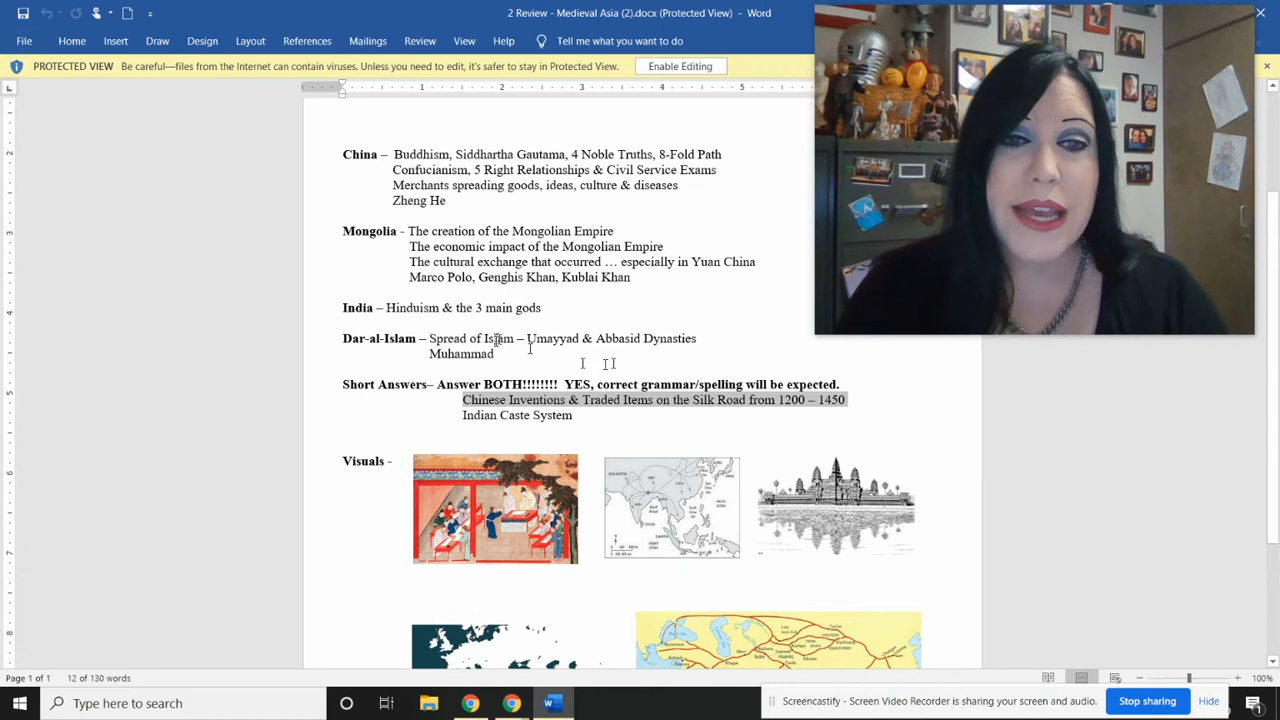 2 Review - Medieval Asia (2).docx (Protected View) - Word
File Home Insert Draw Design Layout References Mailings Review View Help Tell me what you want to do
PROTECTED VIEW Be careful—files from the Internet can contain viruses. Unless you need to edit, it's safer to stay in Protected View. Enable Editing
1 2 3 4 5
China – Buddhism, Siddhartha Gautama, 4 Noble Truths, 8-Fold Path
Confucianism, 5 Right Relationships & Civil Service Exams
Merchants spreading goods, ideas, culture & diseases
Zheng He
Mongolia - The creation of the Mongolian Empire
The economic impact of the Mongolian Empire
The cultural exchange that occurred … especially in Yuan China
Marco Polo, Genghis Khan, Kublai Khan
India – Hinduism & the 3 main gods
Dar-al-Islam – Spread of Islam – Umayyad & Abbasid Dynasties
Muhammad
Short Answers– Answer BOTH!!!!!!!! YES, correct grammar/spelling will be expected.
Chinese Inventions & Traded Items on the Silk Road from 1200 – 1450
Indian Caste System
Visuals -
Page 1 of 1 12 of 130 words
100%
Type here to search
Screencastify - Screen Video Recorder is sharing your screen and audio. Stop sharing Hide